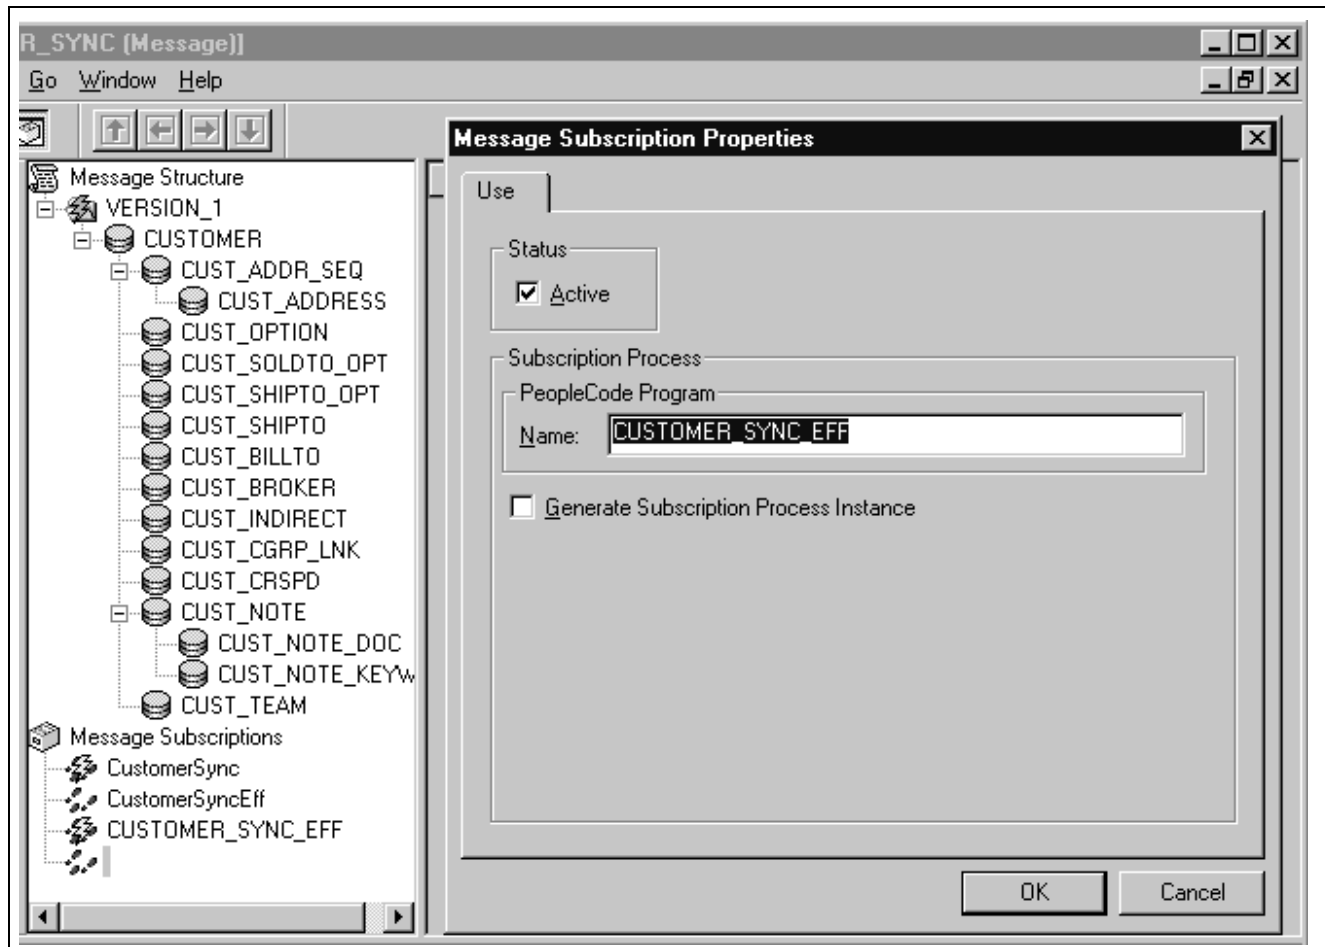 R_SYNC (Message)]
Go Window Help
Message Structure
VERSION_1
CUSTOMER
CUST_ADDR_SEQ
CUST_ADDRESS
CUST_OPTION
CUST_SOLDTO_OPT
CUST_SHIPTO_OPT
CUST_SHIPTO
CUST_BILLTO
CUST_BROKER
CUST_INDIRECT
CUST_CGRP_LNK
CUST_CRSPD
CUST_NOTE
CUST_NOTE_DOC
CUST_NOTE_KEYW
CUST_TEAM
Message Subscriptions
CustomerSync
CustomerSyncEff
CUSTOMER_SYNC_EFF
Message Subscription Properties
Use
Status
Active
Subscription Process
PeopleCode Program
Name: CUSTOMER_SYNC_EFF
Generate Subscription Process Instance
OK Cancel